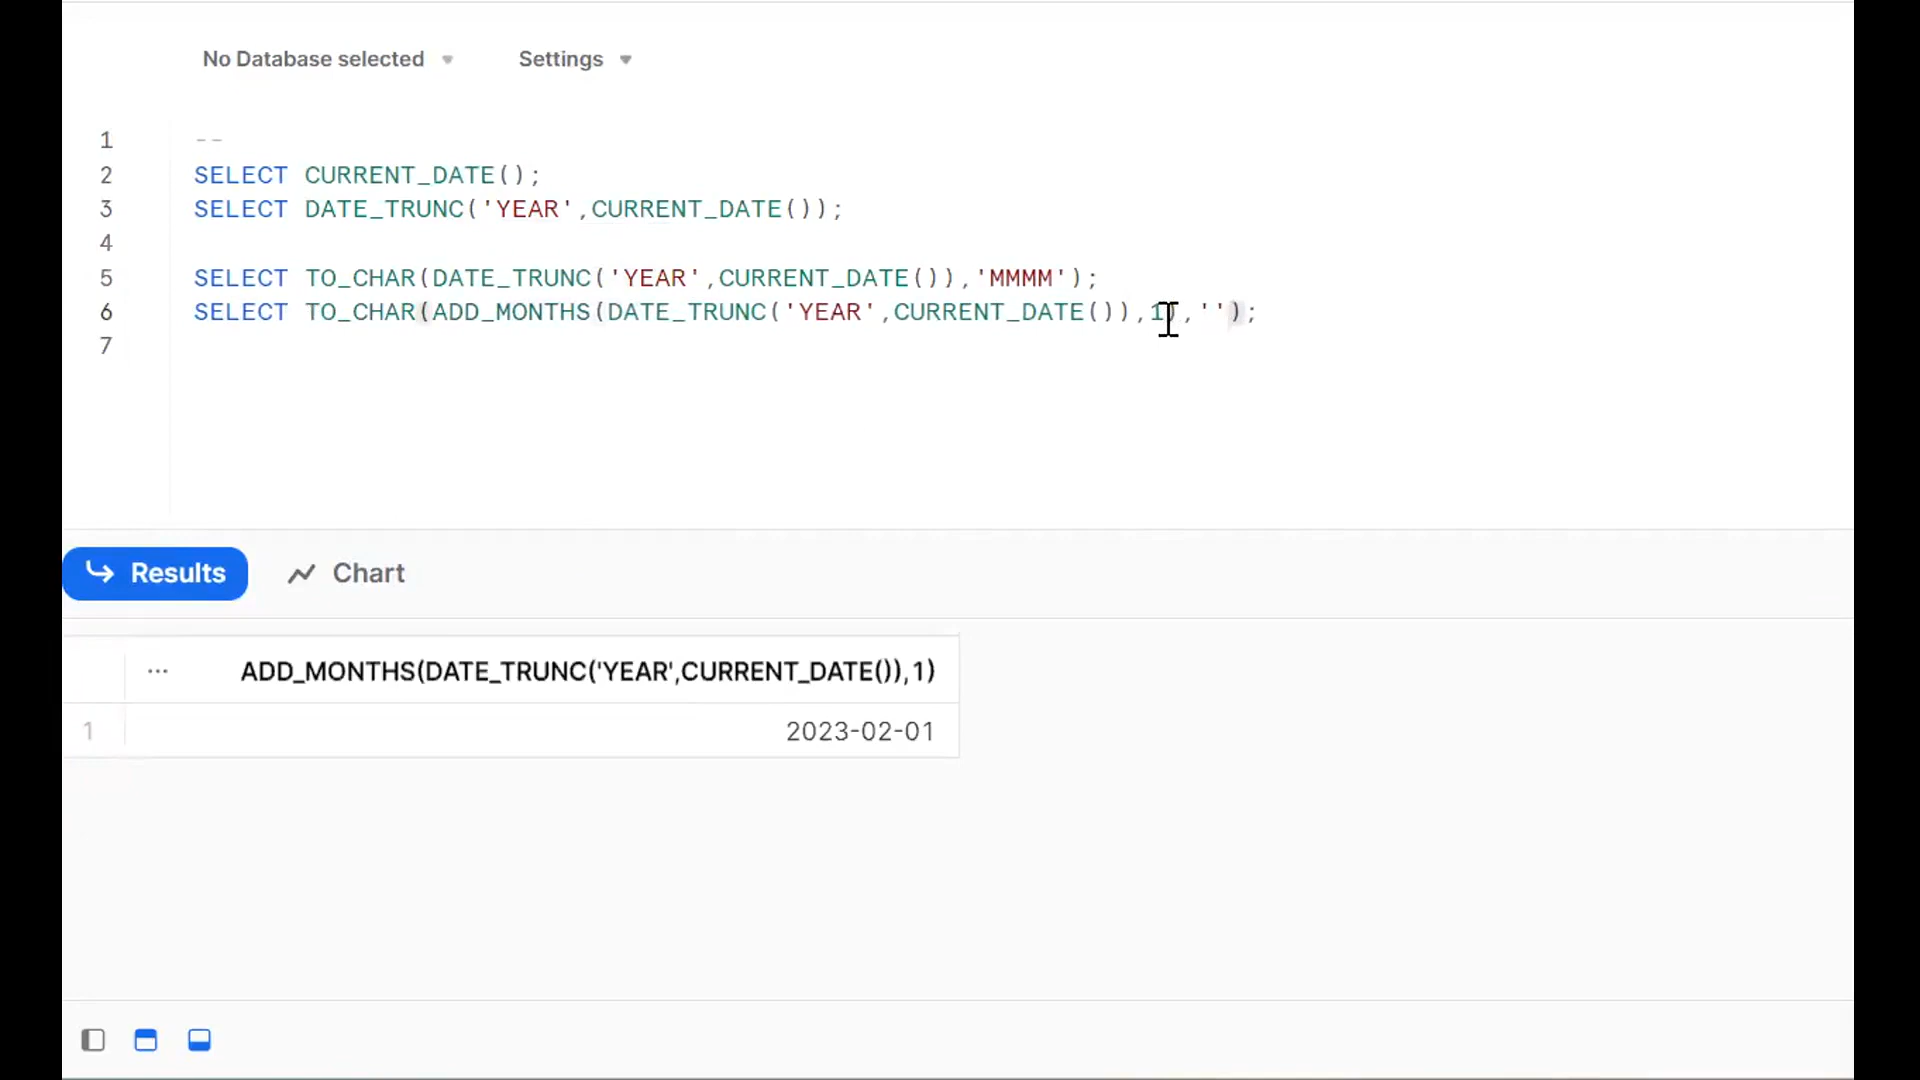 No Database selected Settings
1 --
2 SELECT CURRENT_DATE();
3 SELECT DATE_TRUNC('YEAR',CURRENT_DATE());
4
5 SELECT TO_CHAR(DATE_TRUNC('YEAR',CURRENT_DATE()),'MMMM');
6 SELECT TO_CHAR(ADD_MONTHS(DATE_TRUNC('YEAR',CURRENT_DATE()),1),'');
7
Results Chart
... ADD_MONTHS(DATE_TRUNC('YEAR',CURRENT_DATE()),1)
1 2023-02-01